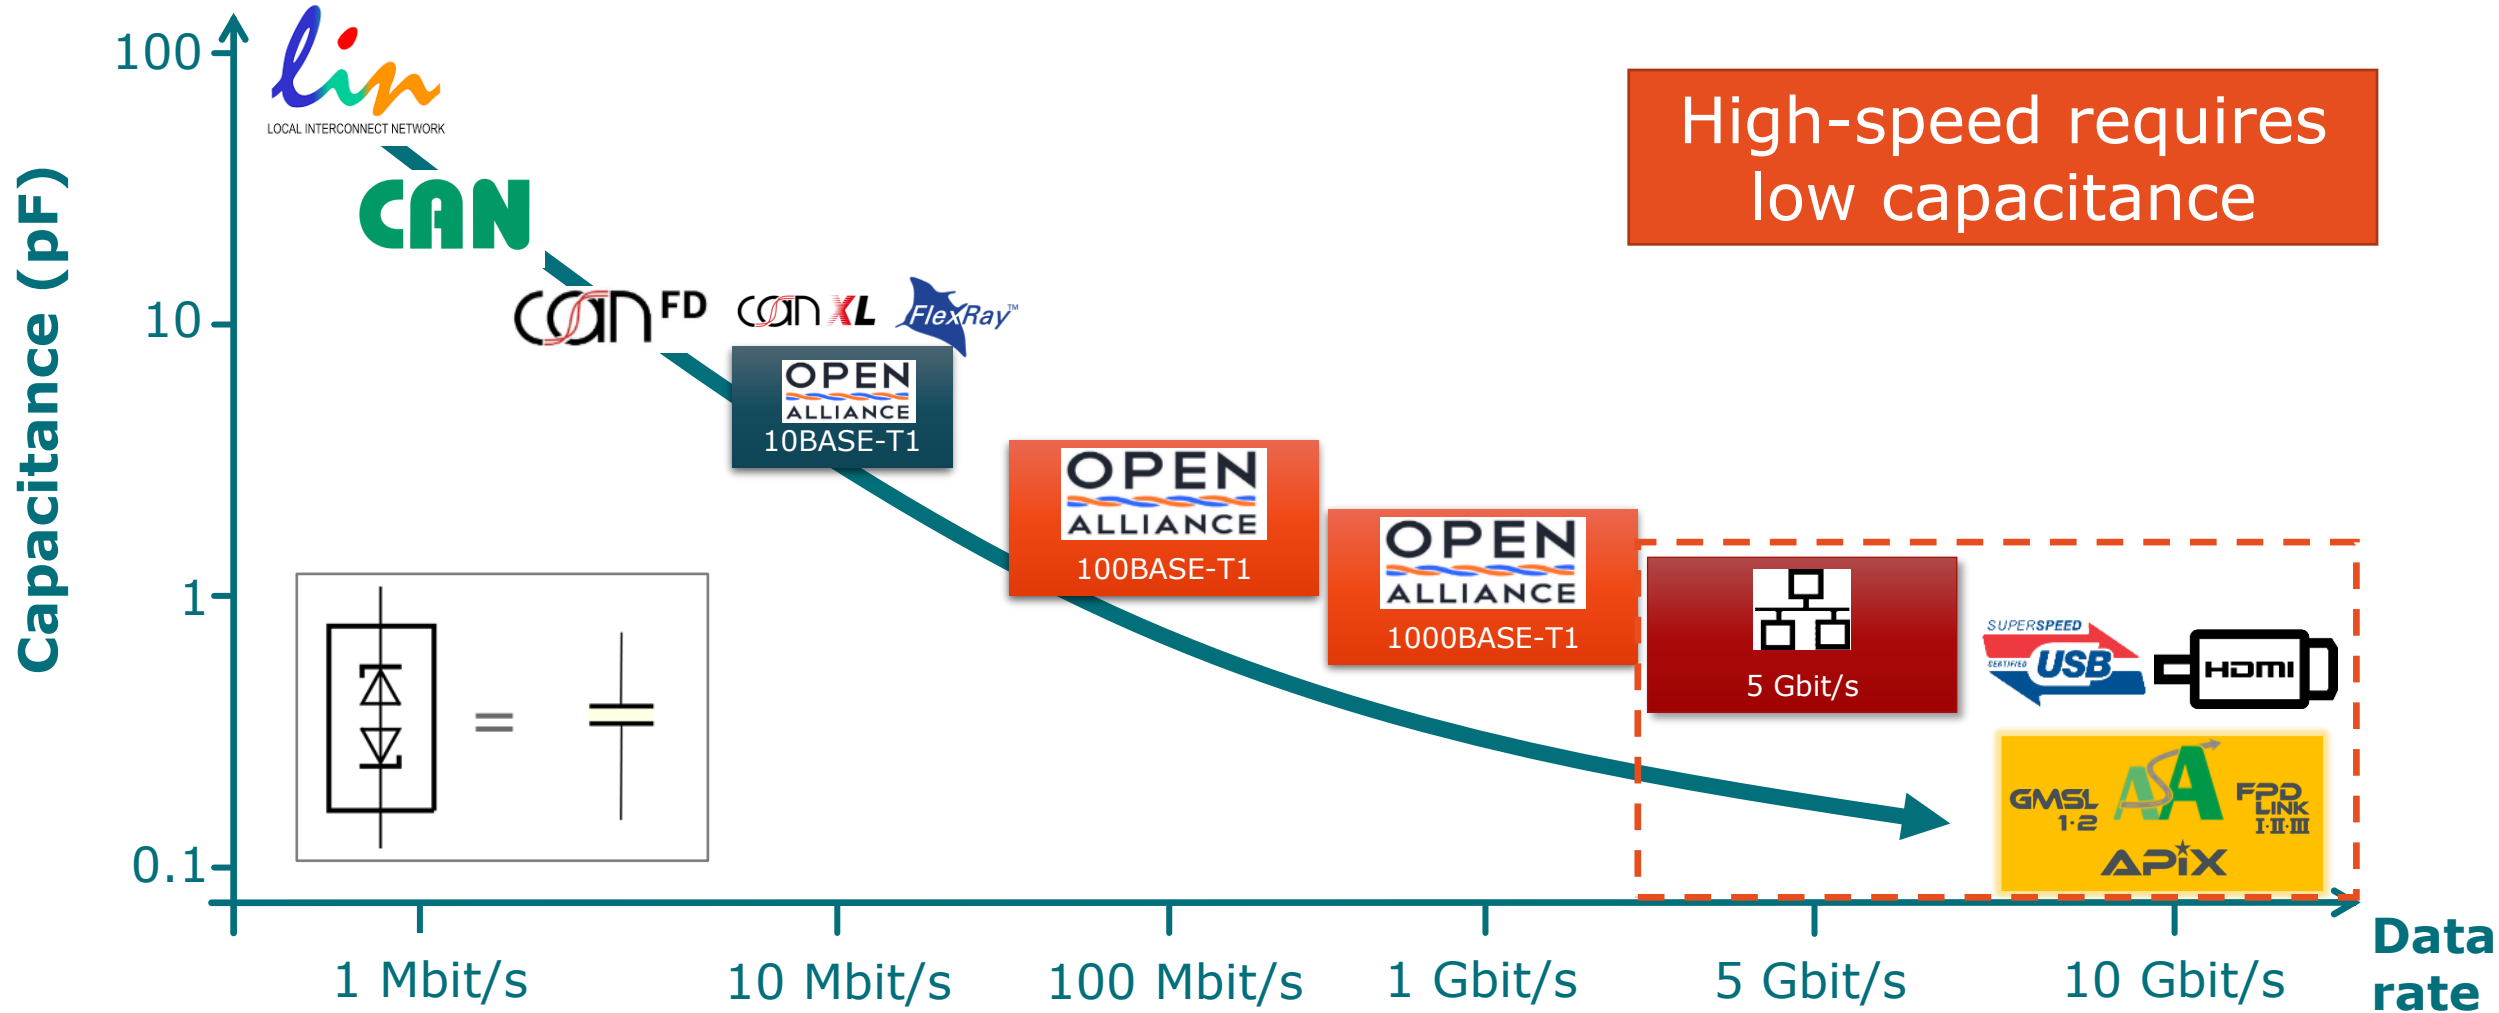 100
10
1
0.1
Capacitance (pF)
lin
LOCAL INTERCONNECT NETWORK
CAN
CAN FD
CAN XL
FlexRay™
OPEN
ALLIANCE
10BASE-T1
OPEN
ALLIANCE
100BASE-T1
OPEN
ALLIANCE
1000BASE-T1
High-speed requires
low capacitance
5 Gbit/s
SUPERSPEED
CERTIFIED
USB
HDMI
GMSL
1·2
ASA
FPD
LINK
I·II·III
APiX
=
1 Mbit/s
10 Mbit/s
100 Mbit/s
1 Gbit/s
5 Gbit/s
10 Gbit/s
Data
rate